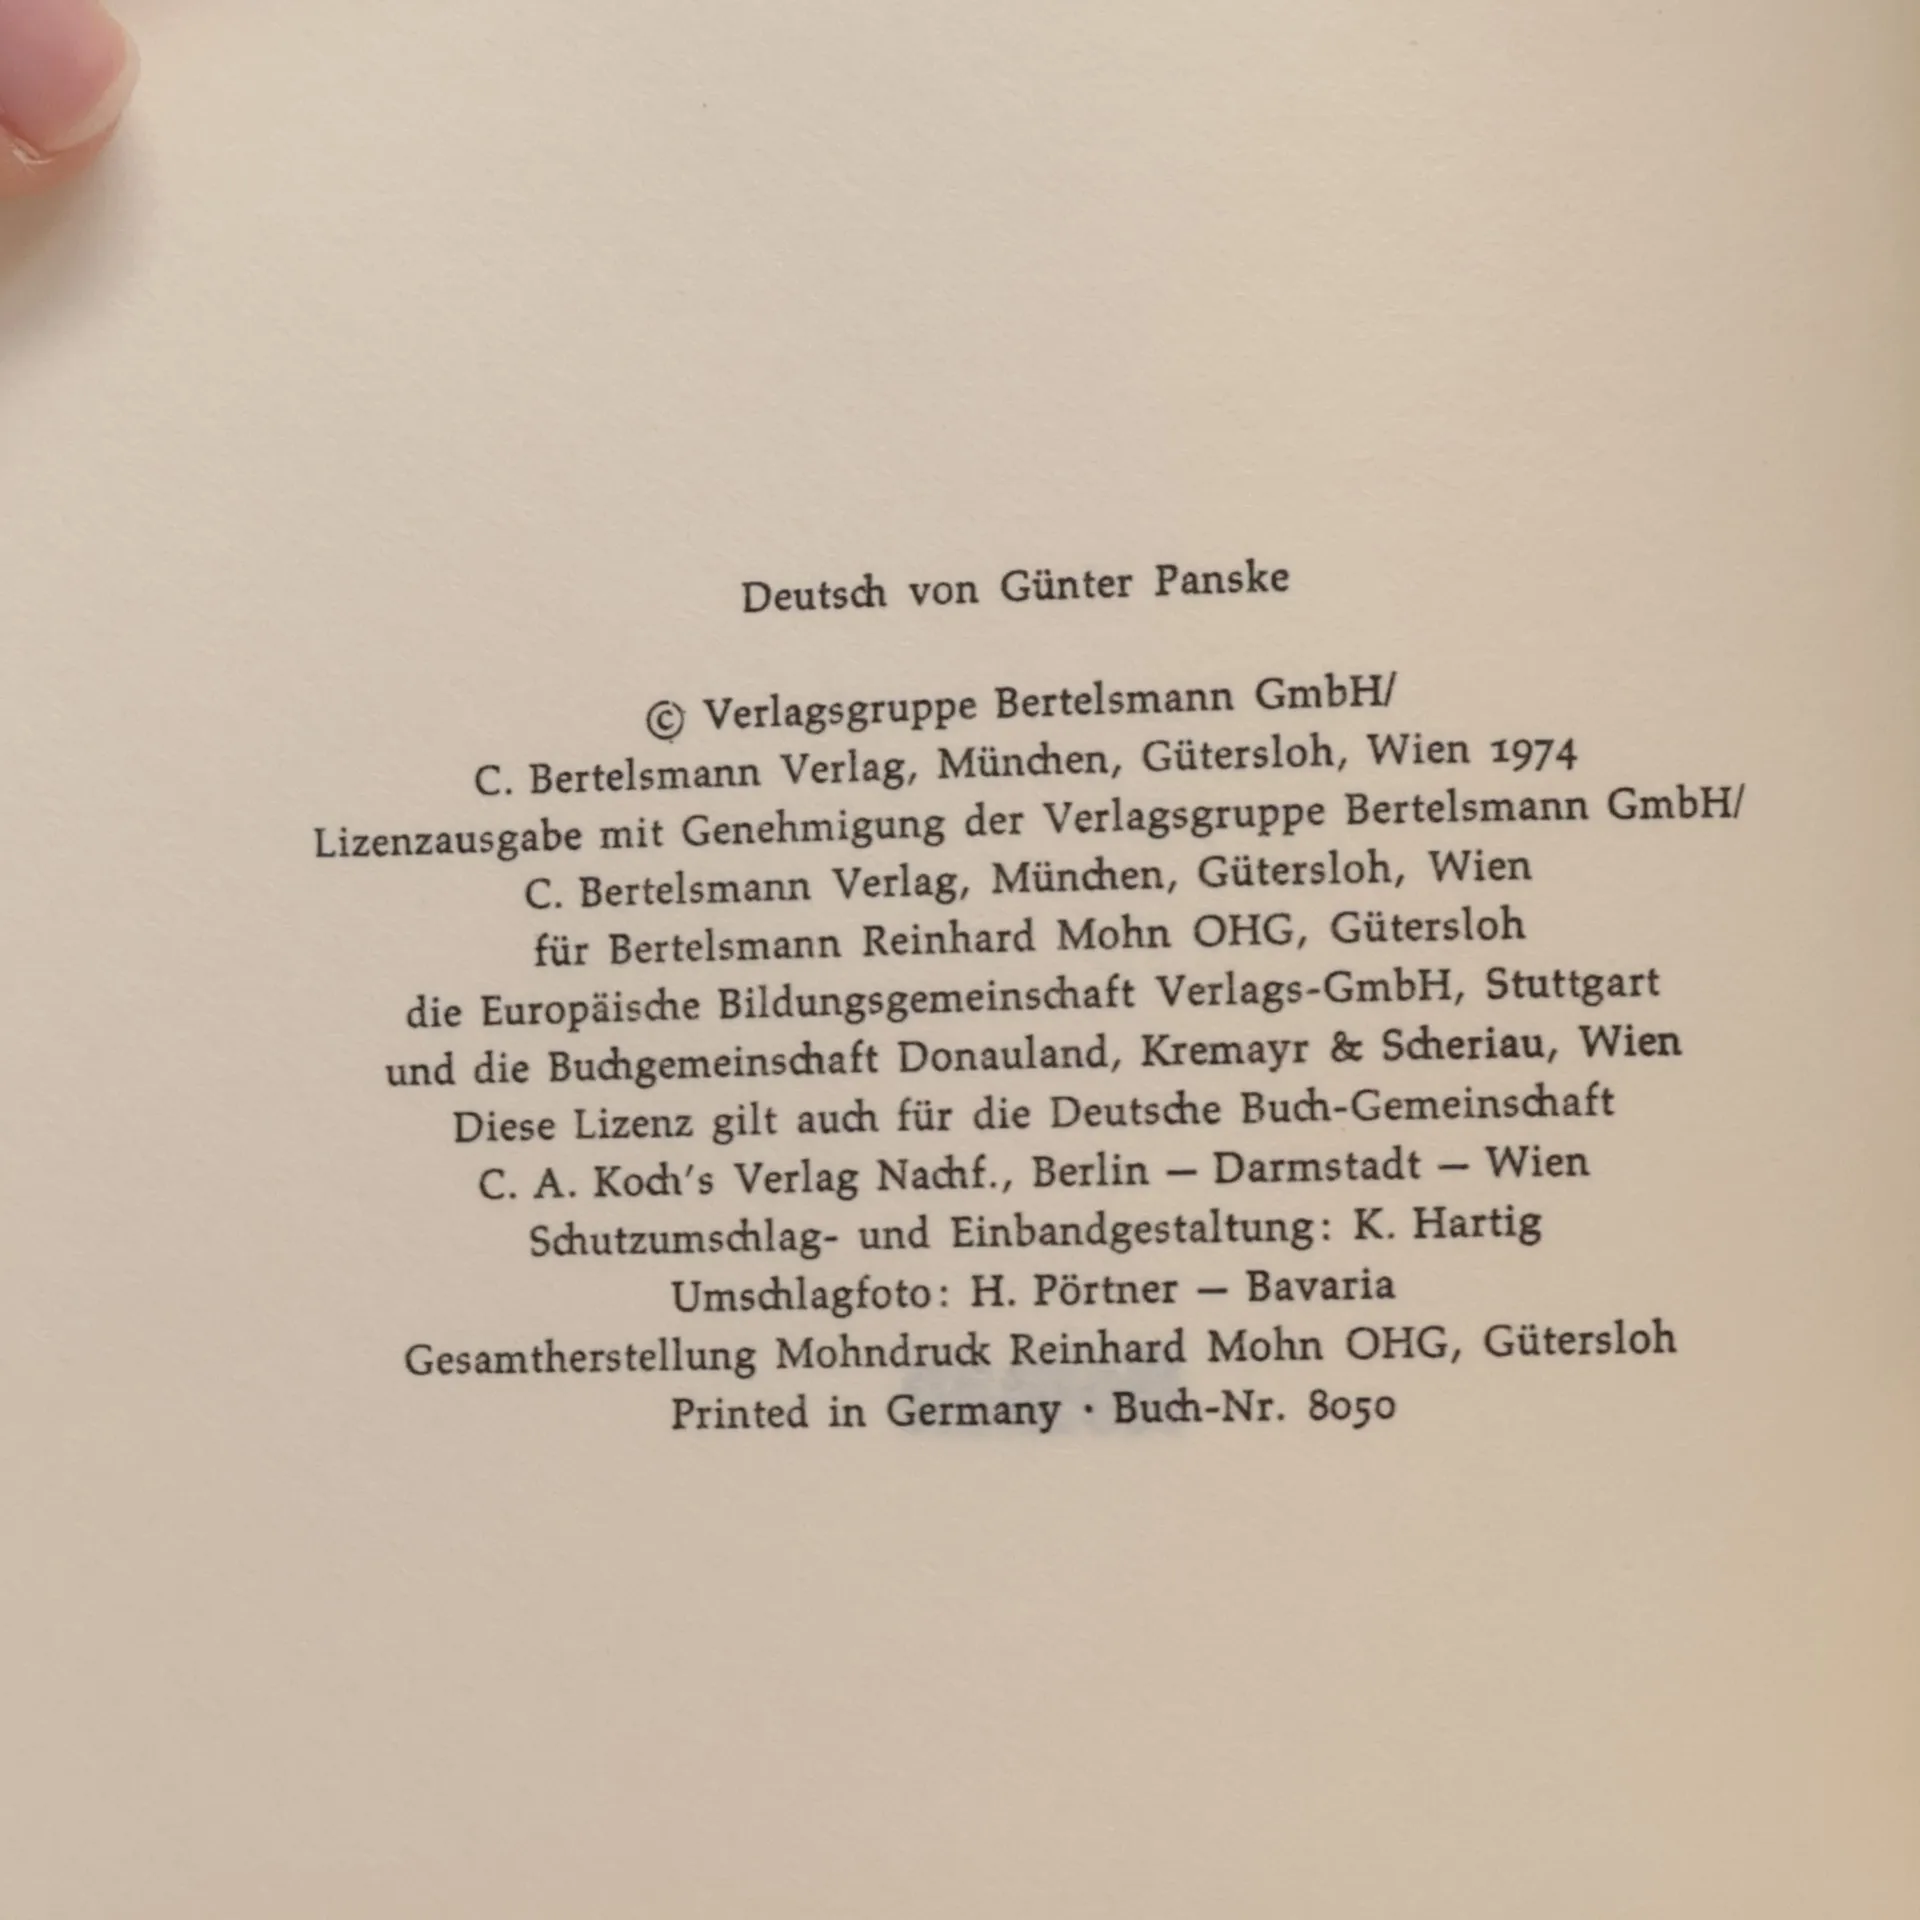 Deutsch von Günter Panske
© Verlagsgruppe Bertelsmann GmbH/
C. Bertelsmann Verlag, München, Gütersloh, Wien 1974
Lizenzausgabe mit Genehmigung der Verlagsgruppe Bertelsmann GmbH/
C. Bertelsmann Verlag, München, Gütersloh, Wien
für Bertelsmann Reinhard Mohn OHG, Gütersloh
die Europäische Bildungsgemeinschaft Verlags-GmbH, Stuttgart
und die Buchgemeinschaft Donauland, Kremayr & Scheriau, Wien
Diese Lizenz gilt auch für die Deutsche Buch-Gemeinschaft
C. A. Koch's Verlag Nachf., Berlin — Darmstadt — Wien
Schutzumschlag- und Einbandgestaltung: K. Hartig
Umschlagfoto: H. Pörtner — Bavaria
Gesamtherstellung Mohndruck Reinhard Mohn OHG, Gütersloh
Printed in Germany · Buch-Nr. 8050